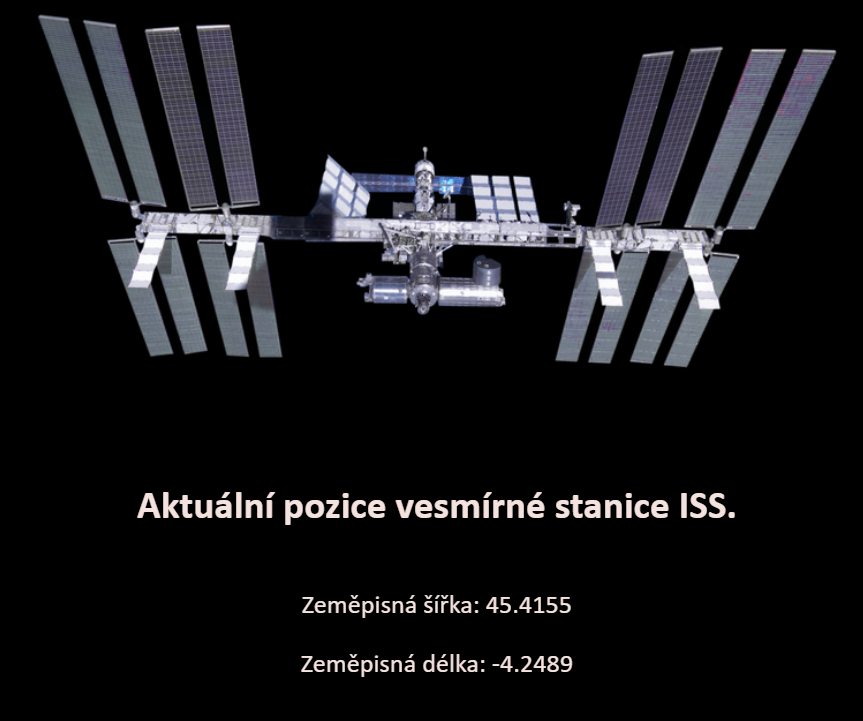 Aktuální pozice vesmírné stanice ISS.
Zeměpisná šířka: 45.4155
Zeměpisná délka: -4.2489